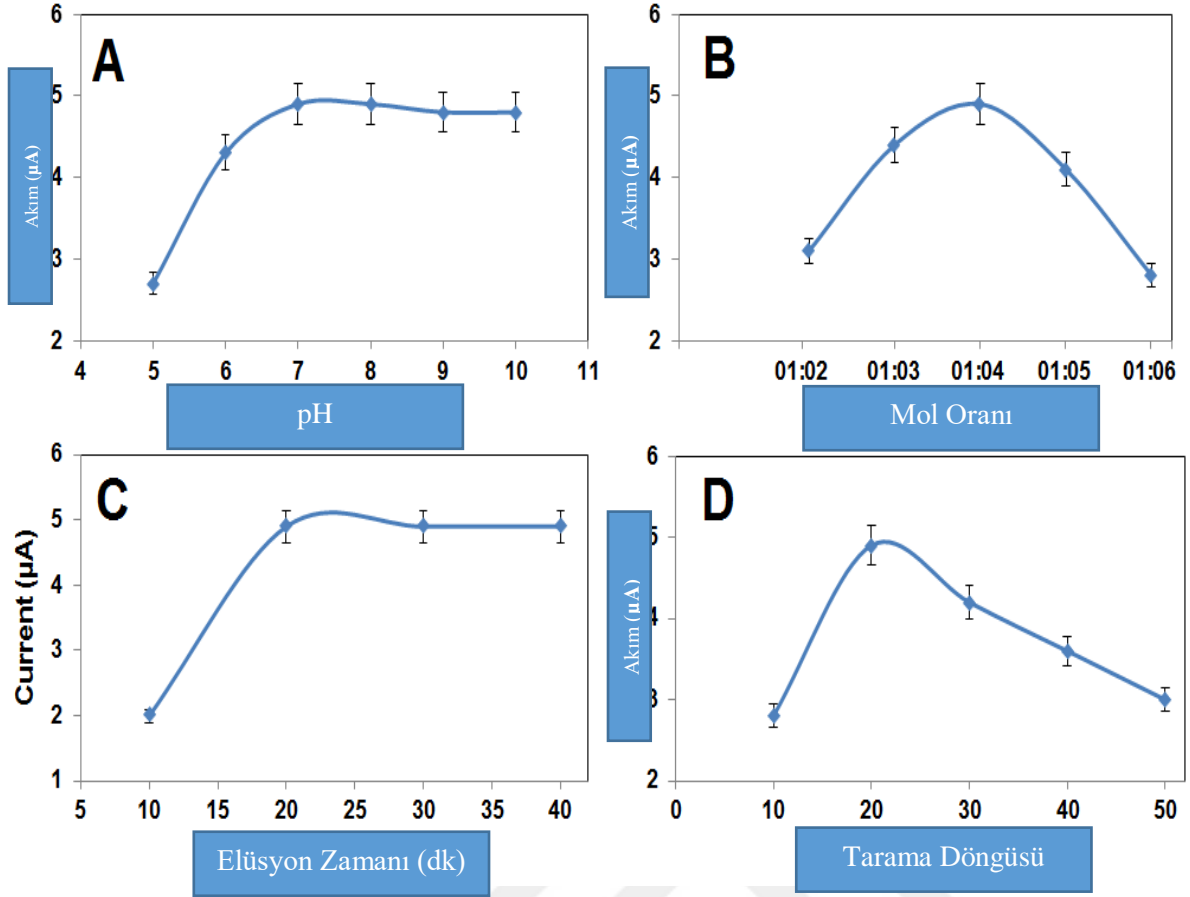 A
6
5
4
3
2
Akım (µA)
4 5 6 7 8 9 10 11
pH
B
6
5
4
3
2
Akım (µA)
01:02 01:03 01:04 01:05 01:06
Mol Oranı
C
6
5
4
3
2
1
Current (µA)
5 10 15 20 25 30 35 40
Elüsyon Zamanı (dk)
D
6
5
4
3
2
Akım (µA)
0 10 20 30 40 50
Tarama Döngüsü